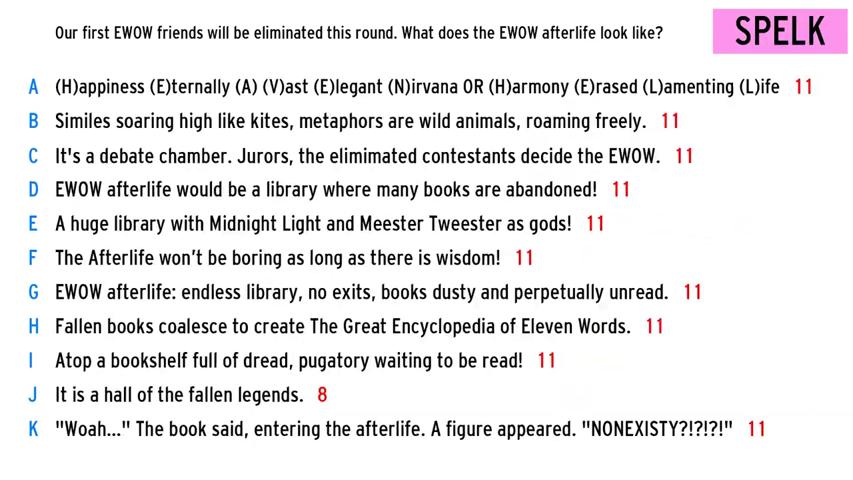 Our first EWOW friends will be eliminated this round. What does the EWOW afterlife look like?
SPELK
A (H)appiness (E)ternally (A) (V)ast (E)legant (N)irvana OR (H)armony (E)rased (L)amenting (L)ife 11
B Similes soaring high like kites, metaphors are wild animals, roaming freely. 11
C It's a debate chamber. Jurors, the elimimated contestants decide the EWOW. 11
D EWOW afterlife would be a library where many books are abandoned! 11
E A huge library with Midnight Light and Meester Tweester as gods! 11
F The Afterlife won't be boring as long as there is wisdom! 11
G EWOW afterlife: endless library, no exits, books dusty and perpetually unread. 11
H Fallen books coalesce to create The Great Encyclopedia of Eleven Words. 11
I Atop a bookshelf full of dread, pugatory waiting to be read! 11
J It is a hall of the fallen legends. 8
K "Woah..." The book said, entering the afterlife. A figure appeared. "NONEXISTY?!?!?!" 11